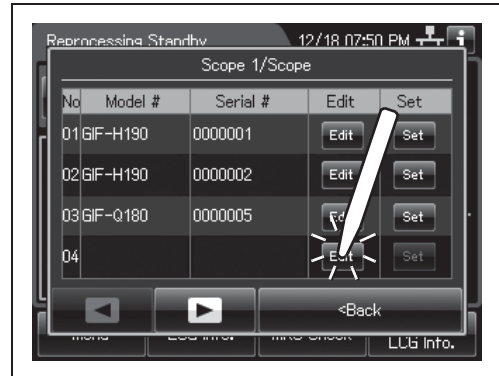 Reprocessing Standby 12/18 07:50 PM i
Scope 1/Scope
No Model # Serial # Edit Set
01 GIF-H190 0000001 Edit Set
02 GIF-H190 0000002 Edit Set
03 GIF-Q180 0000005 Edit Set
04 Edit Set
<Back
LCG Info.